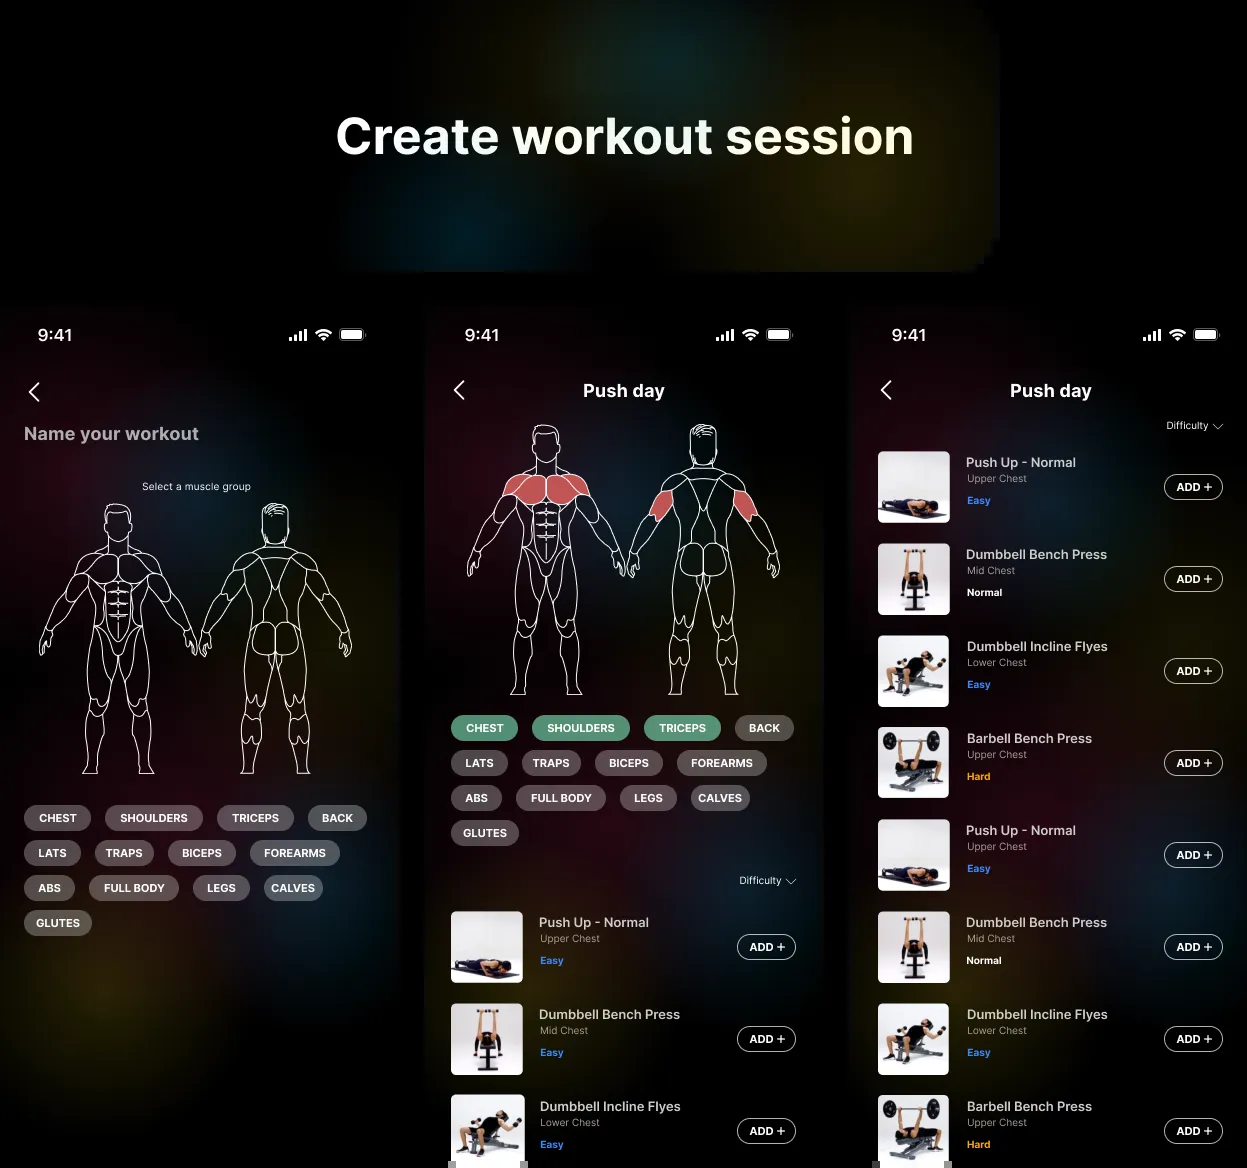 Create workout session
9:41
Name your workout
Select a muscle group
CHEST SHOULDERS TRICEPS BACK
LATS TRAPS BICEPS FOREARMS
ABS FULL BODY LEGS CALVES
GLUTES
9:41
Push day
CHEST SHOULDERS TRICEPS BACK
LATS TRAPS BICEPS FOREARMS
ABS FULL BODY LEGS CALVES
GLUTES
Difficulty
Push Up - Normal
Upper Chest
Easy
ADD +
Dumbbell Bench Press
Mid Chest
Easy
ADD +
Dumbbell Incline Flyes
Lower Chest
Easy
ADD +
9:41
Push day
Difficulty
Push Up - Normal
Upper Chest
Easy
ADD +
Dumbbell Bench Press
Mid Chest
Normal
ADD +
Dumbbell Incline Flyes
Lower Chest
Easy
ADD +
Barbell Bench Press
Upper Chest
Hard
ADD +
Push Up - Normal
Upper Chest
Easy
ADD +
Dumbbell Bench Press
Mid Chest
Normal
ADD +
Dumbbell Incline Flyes
Lower Chest
Easy
ADD +
Barbell Bench Press
Upper Chest
Hard
ADD +